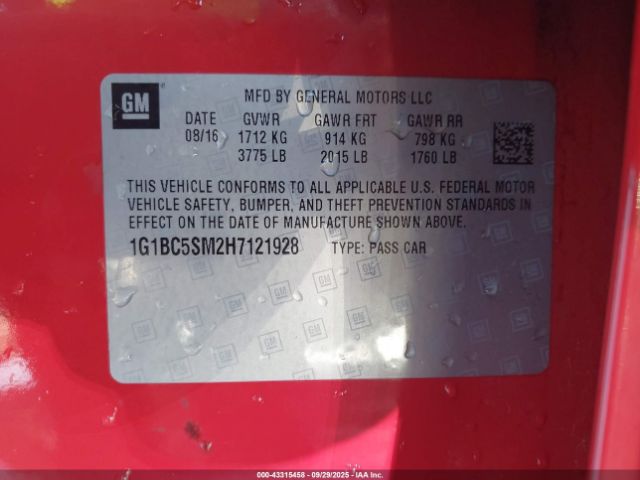 GM
MFD BY GENERAL MOTORS LLC
DATE GVWR GAWR FRT GAWR RR
08/16 1712 KG 914 KG 798 KG
3775 LB 2015 LB 1760 LB
THIS VEHICLE CONFORMS TO ALL APPLICABLE U.S. FEDERAL MOTOR
VEHICLE SAFETY, BUMPER, AND THEFT PREVENTION STANDARDS IN
EFFECT ON THE DATE OF MANUFACTURE SHOWN ABOVE.
1G1BC5SM2H7121928 TYPE: PASS CAR
000-43315458 - 09/29/2025 - IAA Inc.